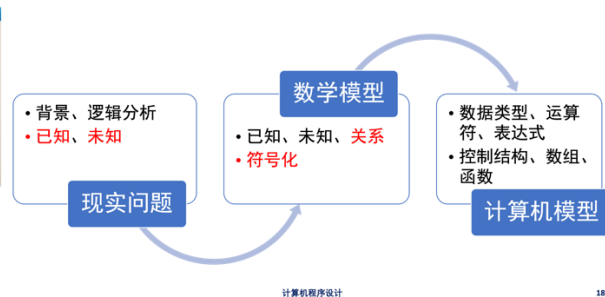 • 背景、逻辑分析
• 已知、未知
现实问题
数学模型
• 已知、未知、关系
• 符号化
• 数据类型、运算
符、表达式
• 控制结构、数组、
函数
计算机模型
计算机程序设计
18